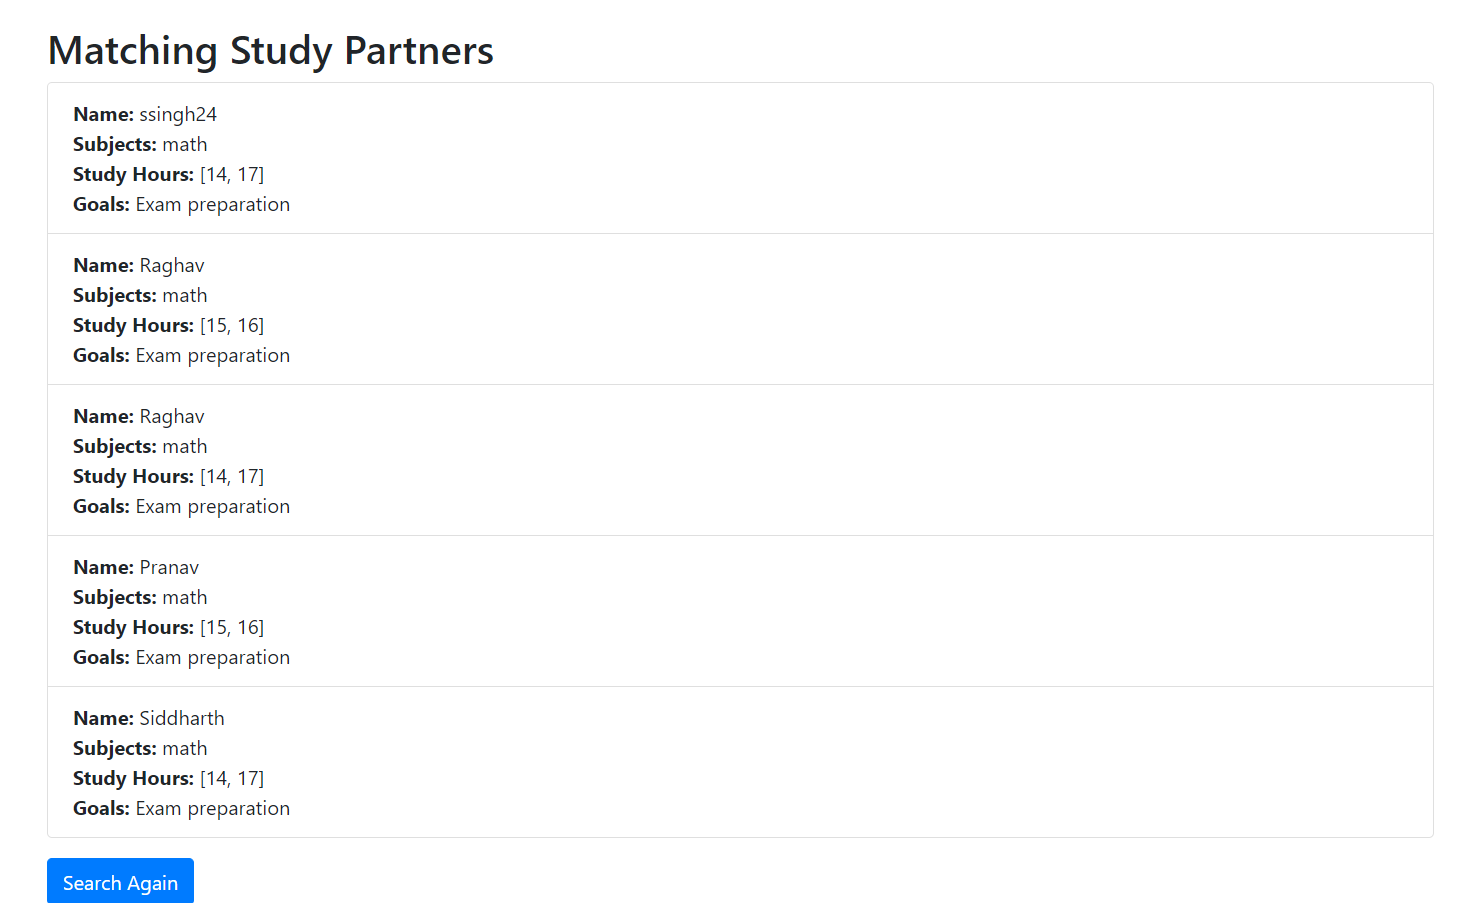 Matching Study Partners
Name: ssingh24
Subjects: math
Study Hours: [14, 17]
Goals: Exam preparation
Name: Raghav
Subjects: math
Study Hours: [15, 16]
Goals: Exam preparation
Name: Raghav
Subjects: math
Study Hours: [14, 17]
Goals: Exam preparation
Name: Pranav
Subjects: math
Study Hours: [15, 16]
Goals: Exam preparation
Name: Siddharth
Subjects: math
Study Hours: [14, 17]
Goals: Exam preparation
Search Again